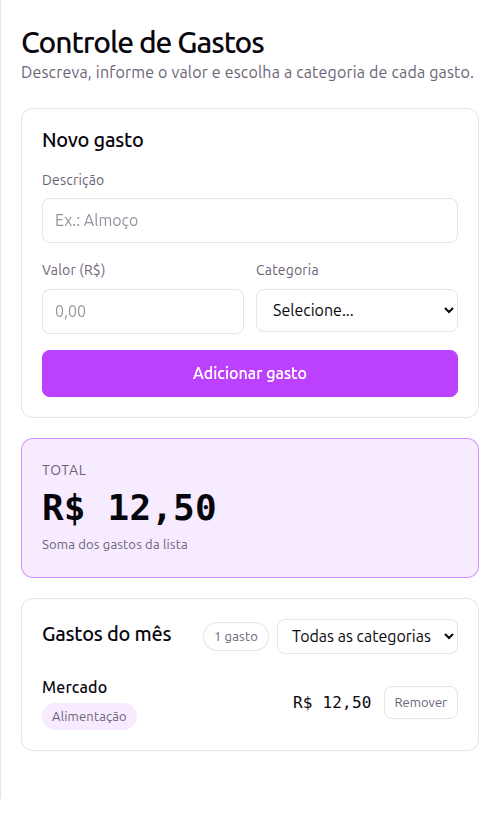 Controle de Gastos
Descreva, informe o valor e escolha a categoria de cada gasto.
Novo gasto
Descrição
Ex.: Almoço
Valor (R$) Categoria
0,00 Selecione...
Adicionar gasto
TOTAL
R$ 12,50
Soma dos gastos da lista
Gastos do mês 1 gasto Todas as categorias
Mercado
Alimentação
R$ 12,50 Remover